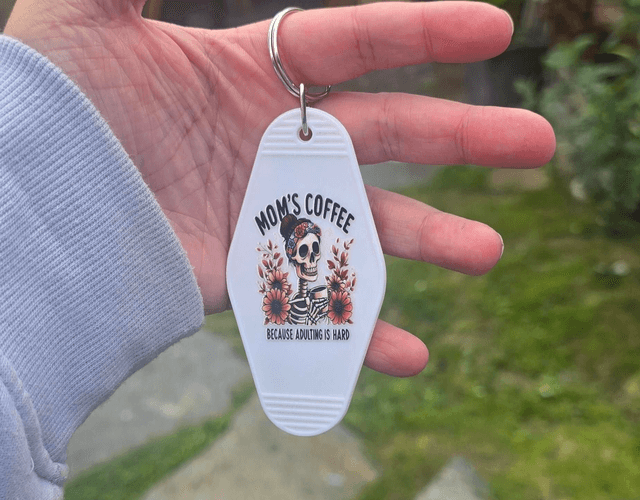 MOM'S COFFEE
BECAUSE ADULTING IS HARD